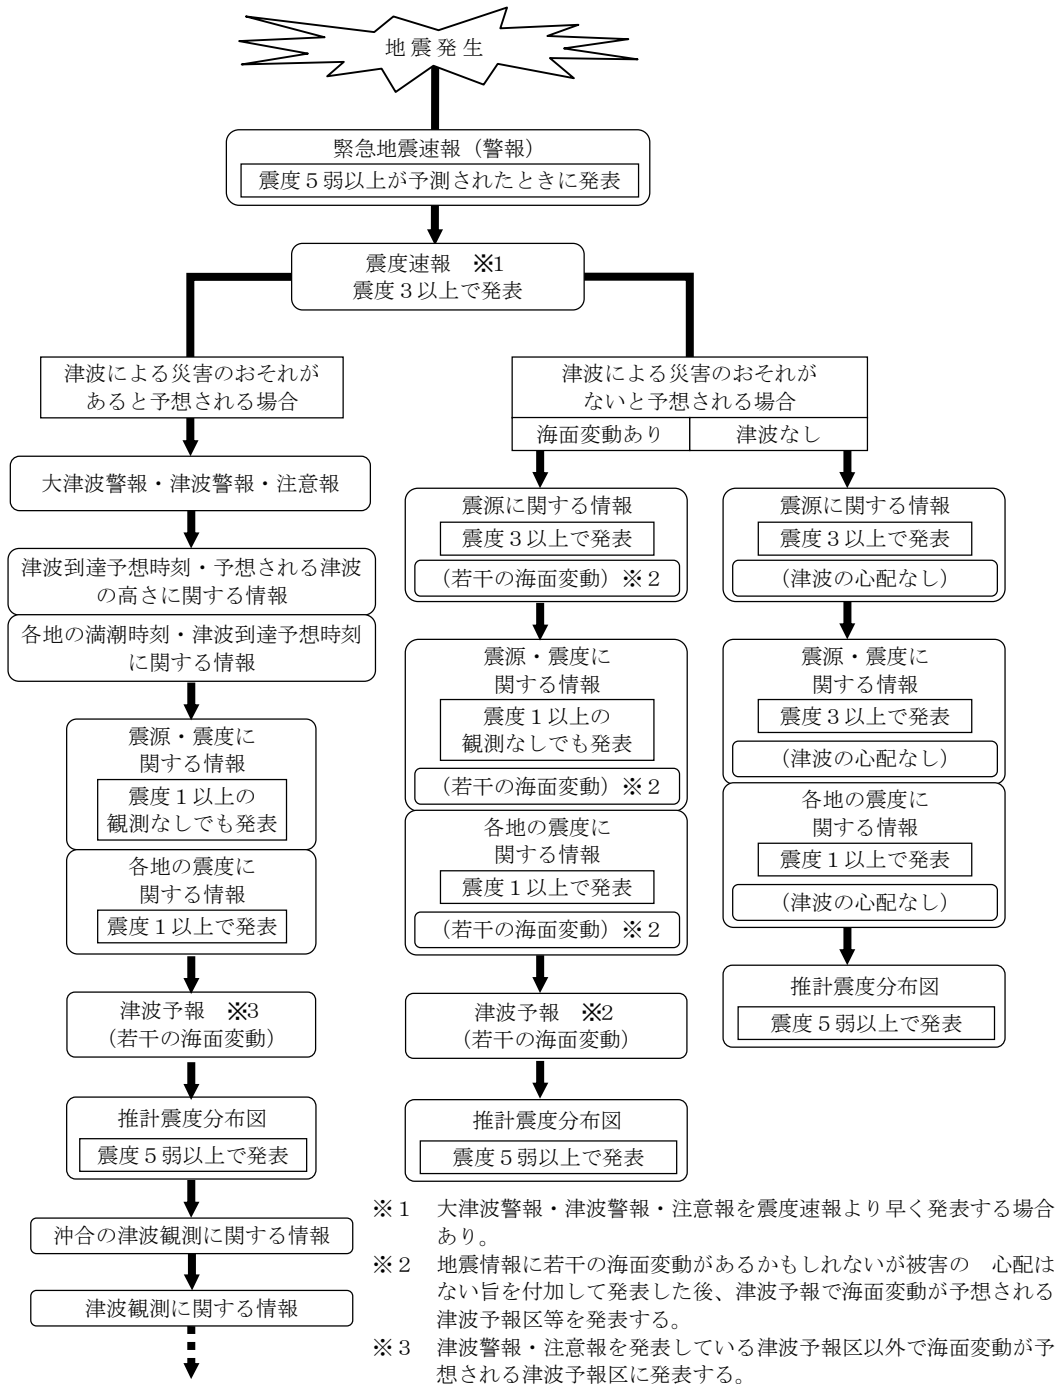 地震発生
緊急地震速報（警報）
震度５弱以上が予測されたときに発表
震度速報　※1
震度３以上で発表
津波による災害のおそれが
あると予想される場合
大津波警報・津波警報・注意報
津波到達予想時刻・予想される津波
の高さに関する情報
各地の満潮時刻・津波到達予想時刻
に関する情報
震源・震度に
関する情報
震度１以上の
観測なしでも発表
各地の震度に
関する情報
震度１以上で発表
津波予報　※3
（若干の海面変動）
推計震度分布図
震度５弱以上で発表
沖合の津波観測に関する情報
津波観測に関する情報
津波による災害のおそれが
ないと予想される場合
海面変動あり
津波なし
震源に関する情報
震度３以上で発表
（若干の海面変動）※２
震源・震度に
関する情報
震度１以上の
観測なしでも発表
（若干の海面変動）※２
各地の震度に
関する情報
震度１以上で発表
（若干の海面変動）※２
津波予報　※2
（若干の海面変動）
推計震度分布図
震度５弱以上で発表
震源に関する情報
震度３以上で発表
（津波の心配なし）
震源・震度に
関する情報
震度３以上で発表
（津波の心配なし）
各地の震度に
関する情報
震度１以上で発表
（津波の心配なし）
推計震度分布図
震度５弱以上で発表
※１　大津波警報・津波警報・注意報を震度速報より早く発表する場合
あり。
※２　地震情報に若干の海面変動があるかもしれないが被害の　心配は
ない旨を付加して発表した後、津波予報で海面変動が予想される
津波予報区等を発表する。
※３　津波警報・注意報を発表している津波予報区以外で海面変動が予
想される津波予報区に発表する。